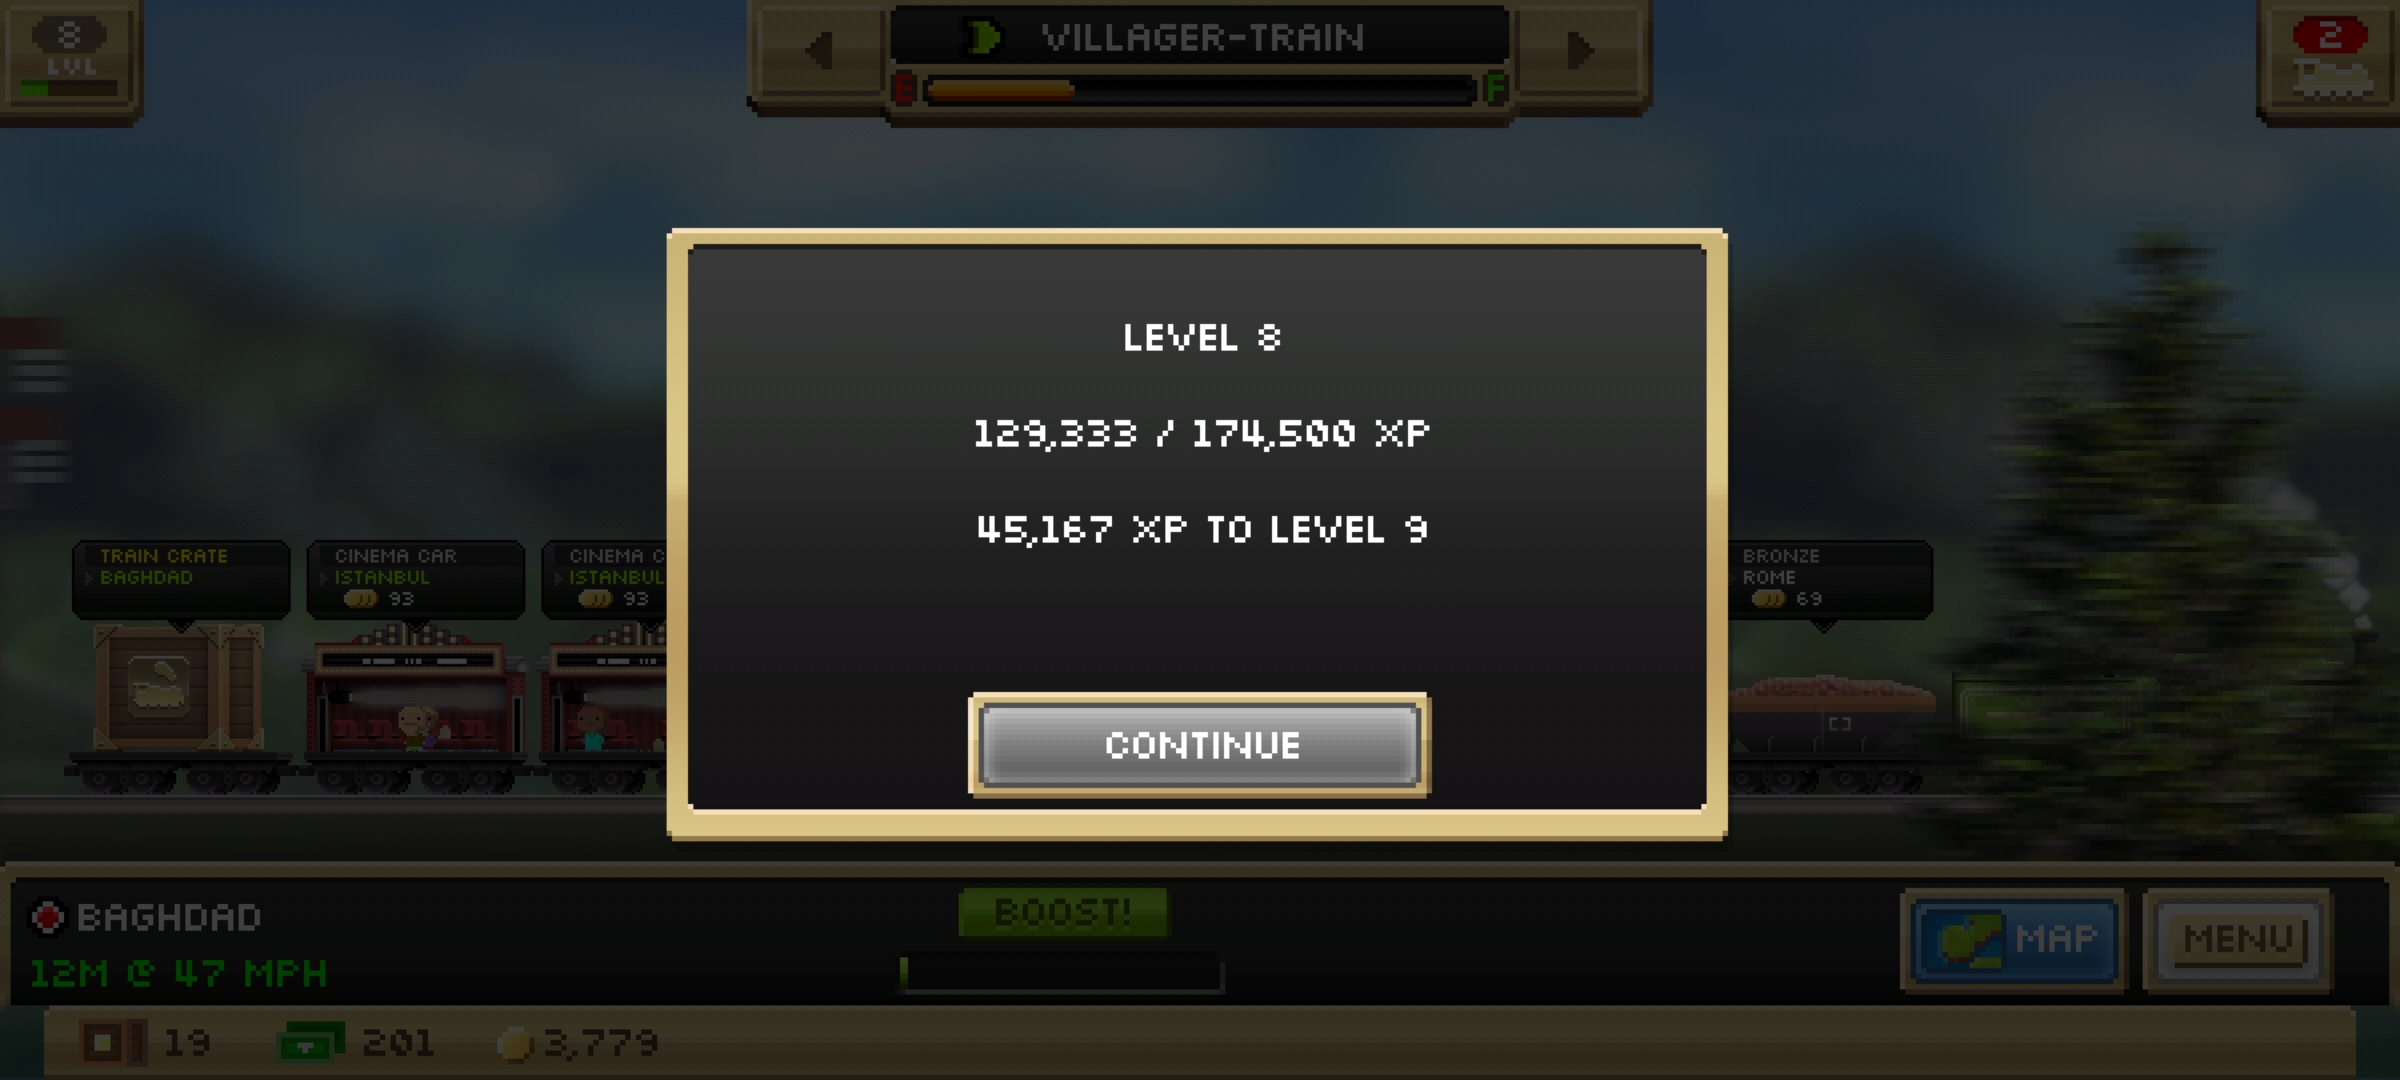 8
LVL
VILLAGER-TRAIN
E
F
2
LEVEL 8
129,333 / 174,500 XP
45,167 XP TO LEVEL 9
CONTINUE
TRAIN CRATE
BAGHDAD
CINEMA CAR
ISTANBUL
93
CINEMA C
ISTANBUL
93
BRONZE
ROME
69
BAGHDAD
12M @ 47 MPH
BOOST!
MAP
MENU
19
201
3,779